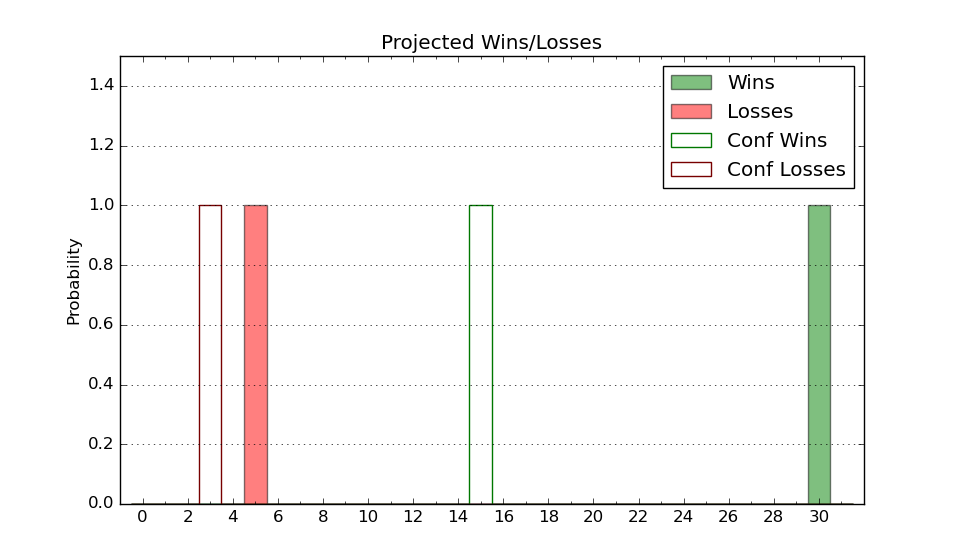 Projected Wins/Losses
Wins
Losses
Conf Wins
Conf Losses
Probability
1.4
1.2
1.0
0.8
0.6
0.4
0.2
0.0
0 2 4 6 8 10 12 14 16 18 20 22 24 26 28 30